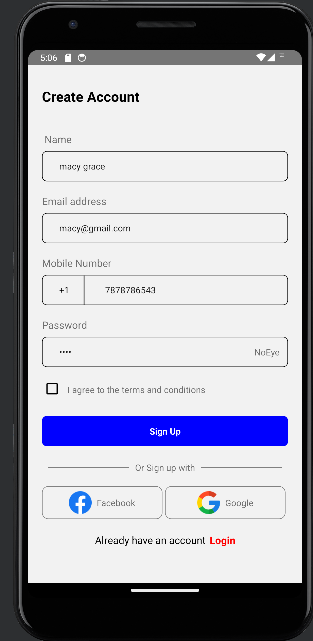 5:06
Create Account
Name
macy grace
Email address
macy@gmail.com
Mobile Number
+1 7878786543
Password
•••• NoEye
I agree to the terms and conditions
Sign Up
Or Sign up with
Facebook Google
Already have an account Login